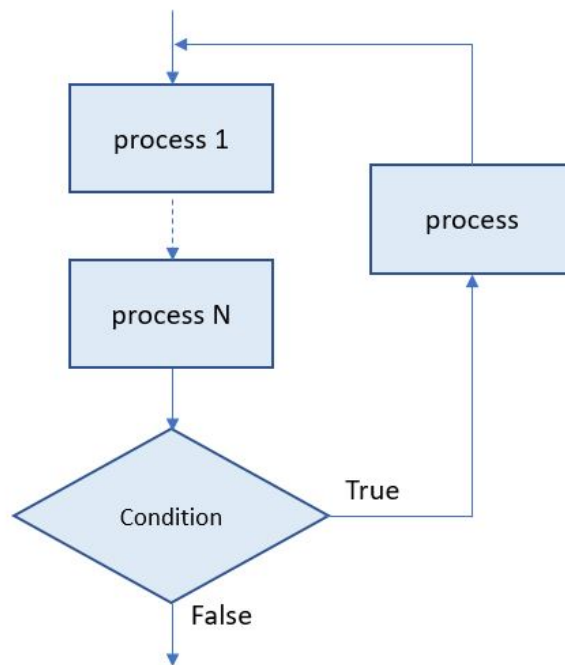 process 1
process
process N
True
Condition
False